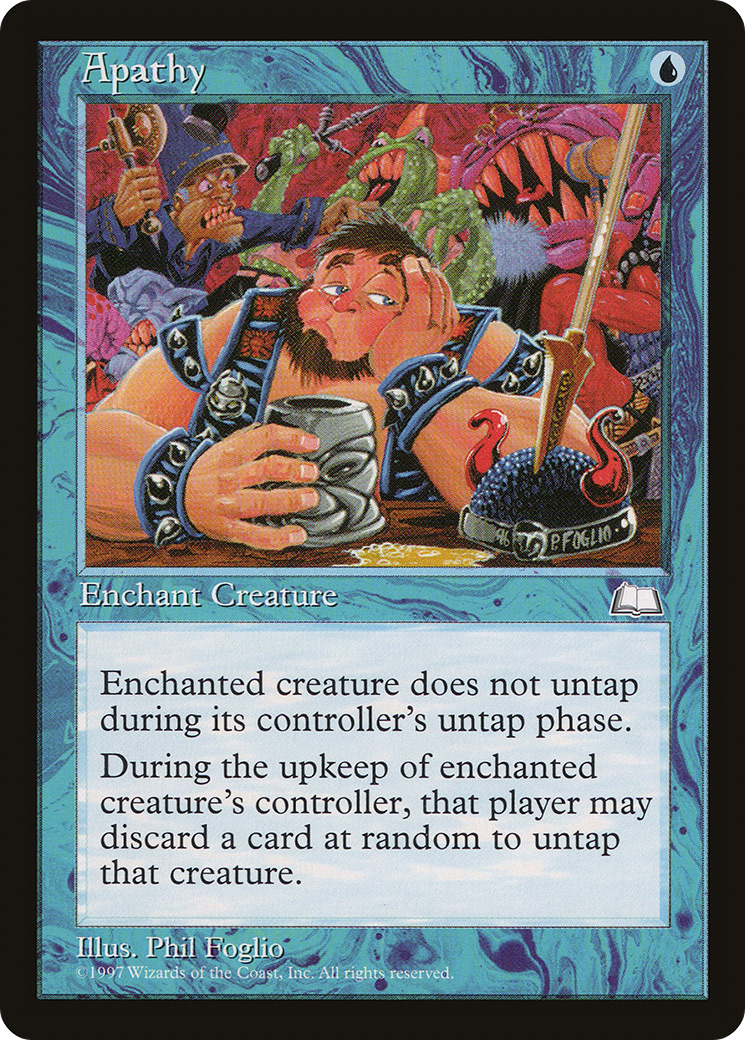 Apathy
96 P.FOGLIO
Enchant Creature
Enchanted creature does not untap
during its controller's untap phase.
During the upkeep of enchanted
creature's controller, that player may
discard a card at random to untap
that creature.
Illus. Phil Foglio
©1997 Wizards of the Coast, Inc. All rights reserved.